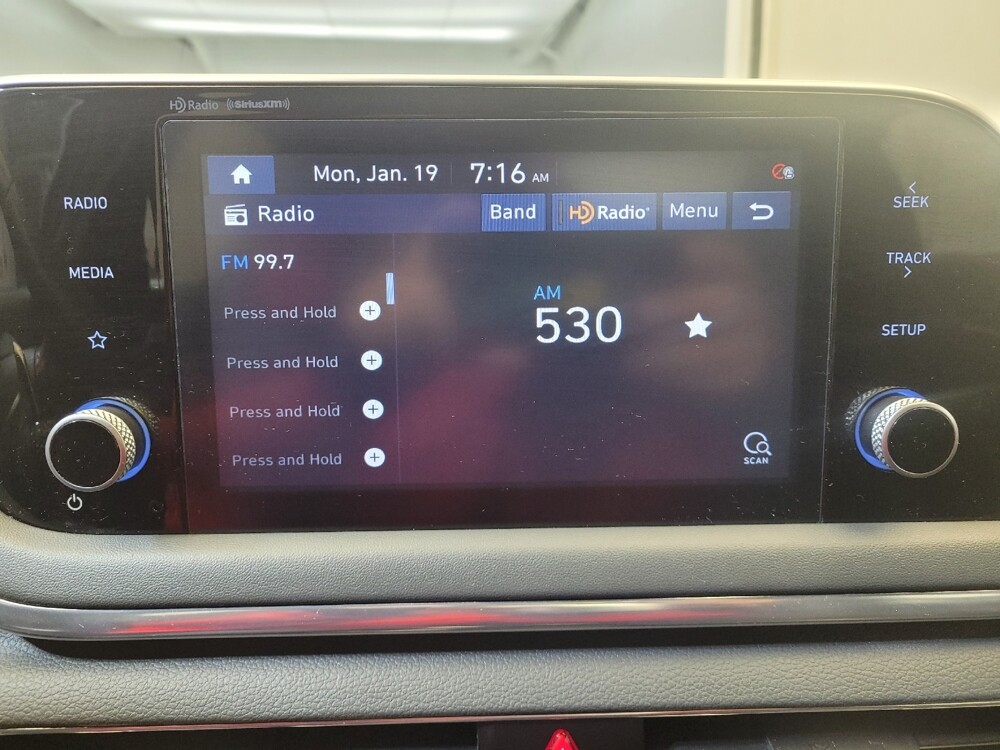 HD Radio ((SiriusXM))
Mon, Jan. 19 7:16 AM
RADIO
MEDIA
Radio Band HD Radio Menu
FM 99.7
Press and Hold
Press and Hold
Press and Hold
Press and Hold
AM
530
SCAN
< SEEK
TRACK >
SETUP